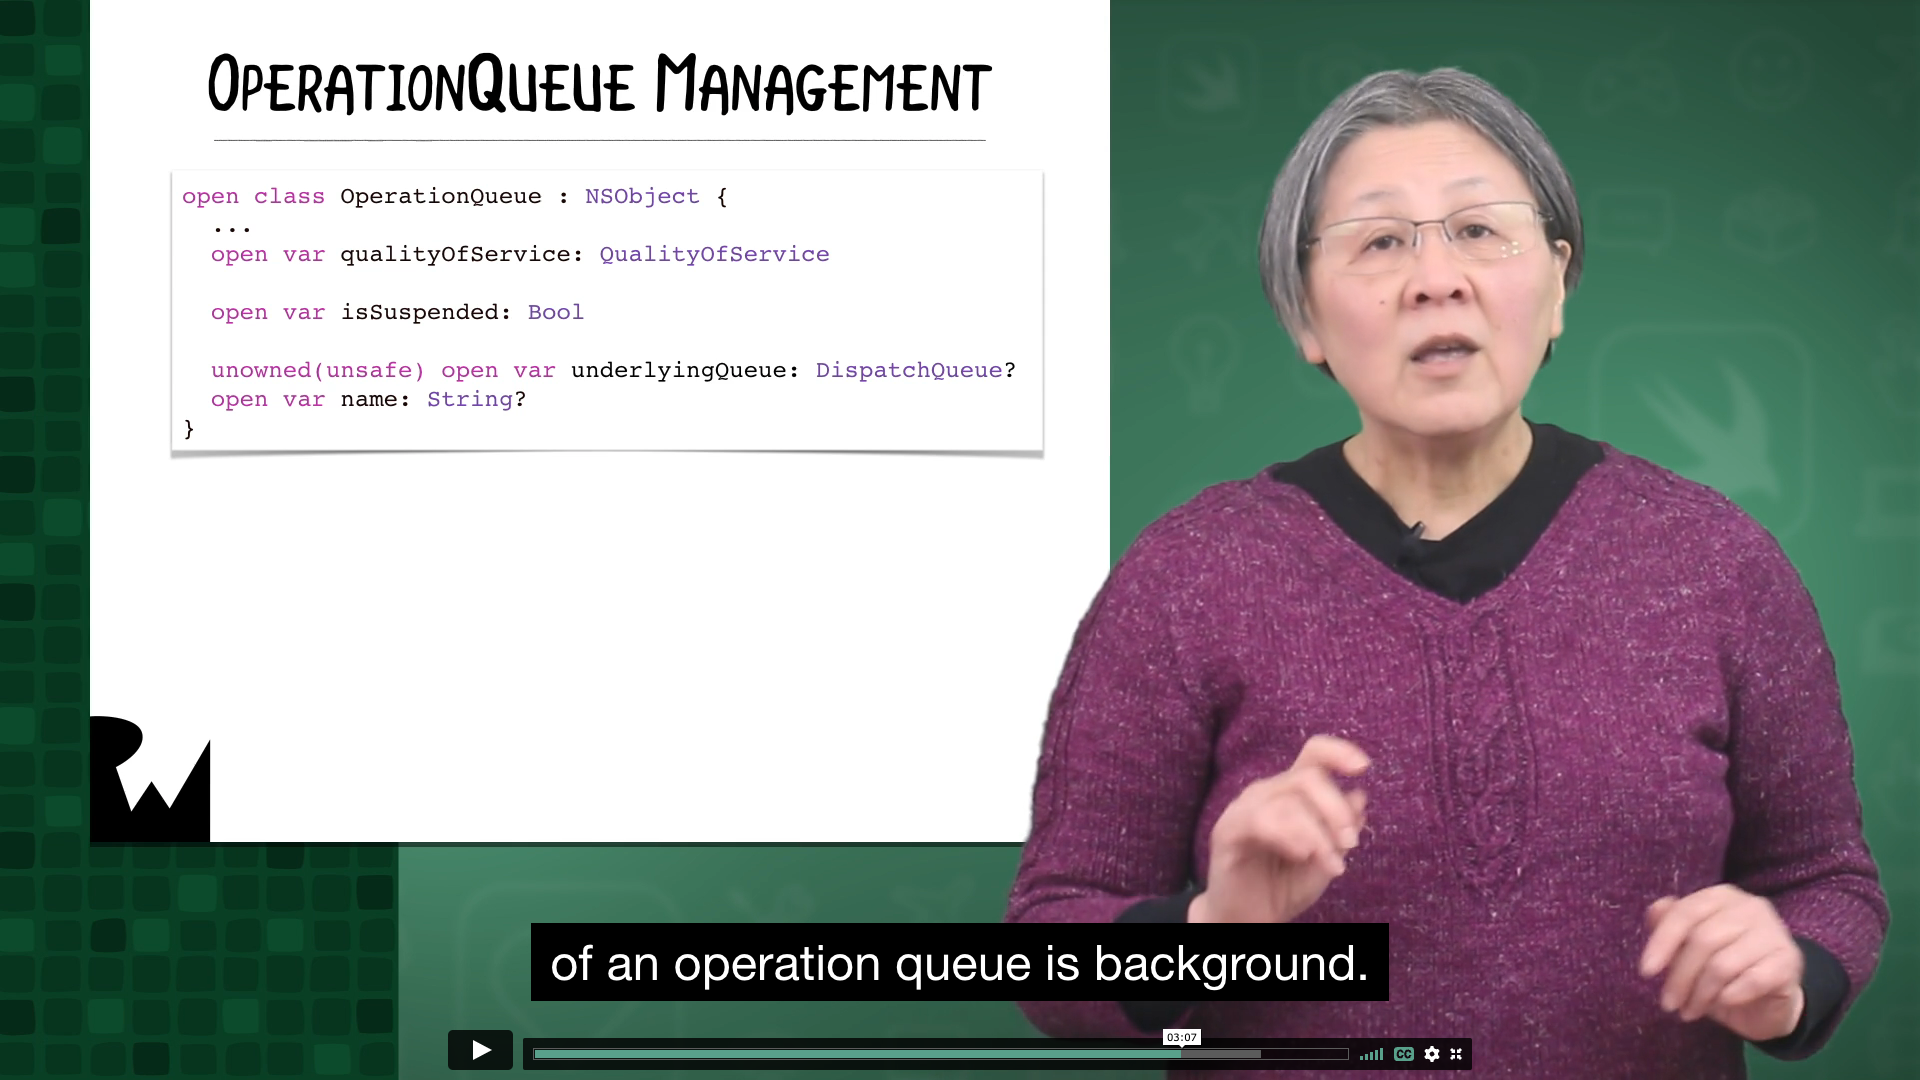 OPERATIONQUEUE MANAGEMENT
open class OperationQueue : NSObject {
...
open var qualityOfService: QualityOfService
open var isSuspended: Bool
unowned(unsafe) open var underlyingQueue: DispatchQueue?
open var name: String?
}
RW
of an operation queue is background.
03:07
CC